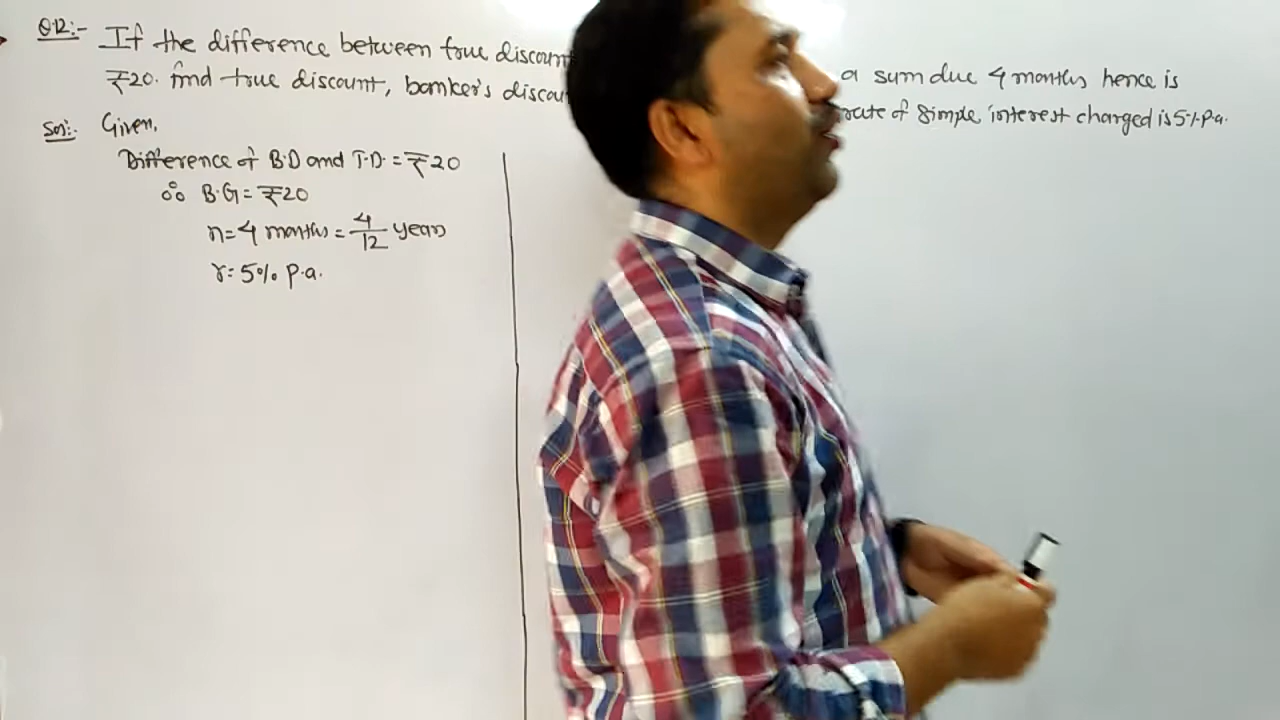 Q.12:- If the difference between true discount a sum due 4 months hence is
₹20. find true discount, banker's discou rate of simple interest charged is 5% p.a.
Sol:. Given,
Difference of B.D and T.D. = ₹20
∴ B.G = ₹20
n = 4 months = 4/12 years
r = 5% p.a.